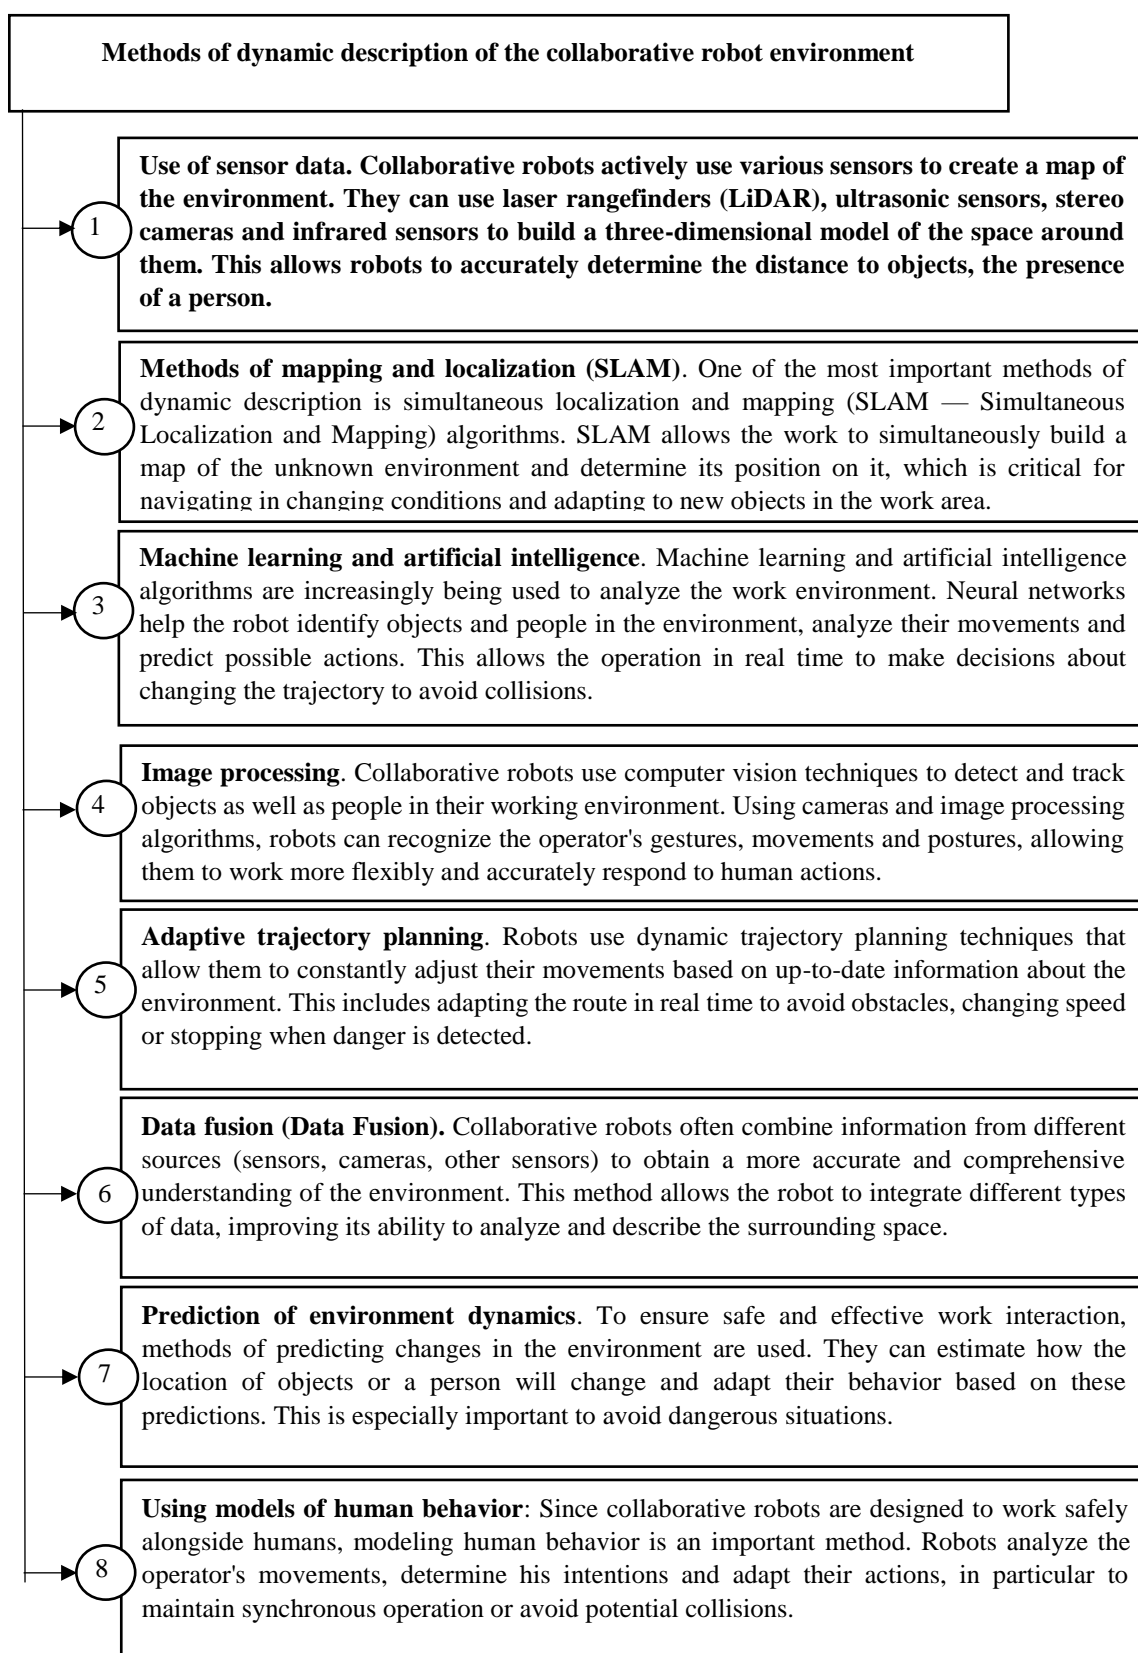 Methods of dynamic description of the collaborative robot environment
Use of sensor data. Collaborative robots actively use various sensors to create a map of
the environment. They can use laser rangefinders (LiDAR), ultrasonic sensors, stereo
1
cameras and infrared sensors to build a three-dimensional model of the space around
them. This allows robots to accurately determine the distance to objects, the presence
of a person.
Methods of mapping and localization (SLAM). One of the most important methods of
dynamic description is simultaneous localization and mapping (SLAM — Simultaneous
2
Localization and Mapping) algorithms. SLAM allows the work to simultaneously build a
map of the unknown environment and determine its position on it, which is critical for
navigating in changing conditions and adapting to new objects in the work area.
Machine learning and artificial intelligence. Machine learning and artificial intelligence
algorithms are increasingly being used to analyze the work environment. Neural networks
3
help the robot identify objects and people in the environment, analyze their movements and
predict possible actions. This allows the operation in real time to make decisions about
changing the trajectory to avoid collisions.
Image processing. Collaborative robots use computer vision techniques to detect and track
4
objects as well as people in their working environment. Using cameras and image processing
algorithms, robots can recognize the operator's gestures, movements and postures, allowing
them to work more flexibly and accurately respond to human actions.
Adaptive trajectory planning. Robots use dynamic trajectory planning techniques that
allow them to constantly adjust their movements based on up-to-date information about the
5
environment. This includes adapting the route in real time to avoid obstacles, changing speed
or stopping when danger is detected.
Data fusion (Data Fusion). Collaborative robots often combine information from different
sources (sensors, cameras, other sensors) to obtain a more accurate and comprehensive
6
understanding of the environment. This method allows the robot to integrate different types
of data, improving its ability to analyze and describe the surrounding space.
Prediction of environment dynamics. To ensure safe and effective work interaction,
methods of predicting changes in the environment are used. They can estimate how the
7
location of objects or a person will change and adapt their behavior based on these
predictions. This is especially important to avoid dangerous situations.
Using models of human behavior: Since collaborative robots are designed to work safely
alongside humans, modeling human behavior is an important method. Robots analyze the
8
operator's movements, determine his intentions and adapt their actions, in particular to
maintain synchronous operation or avoid potential collisions.